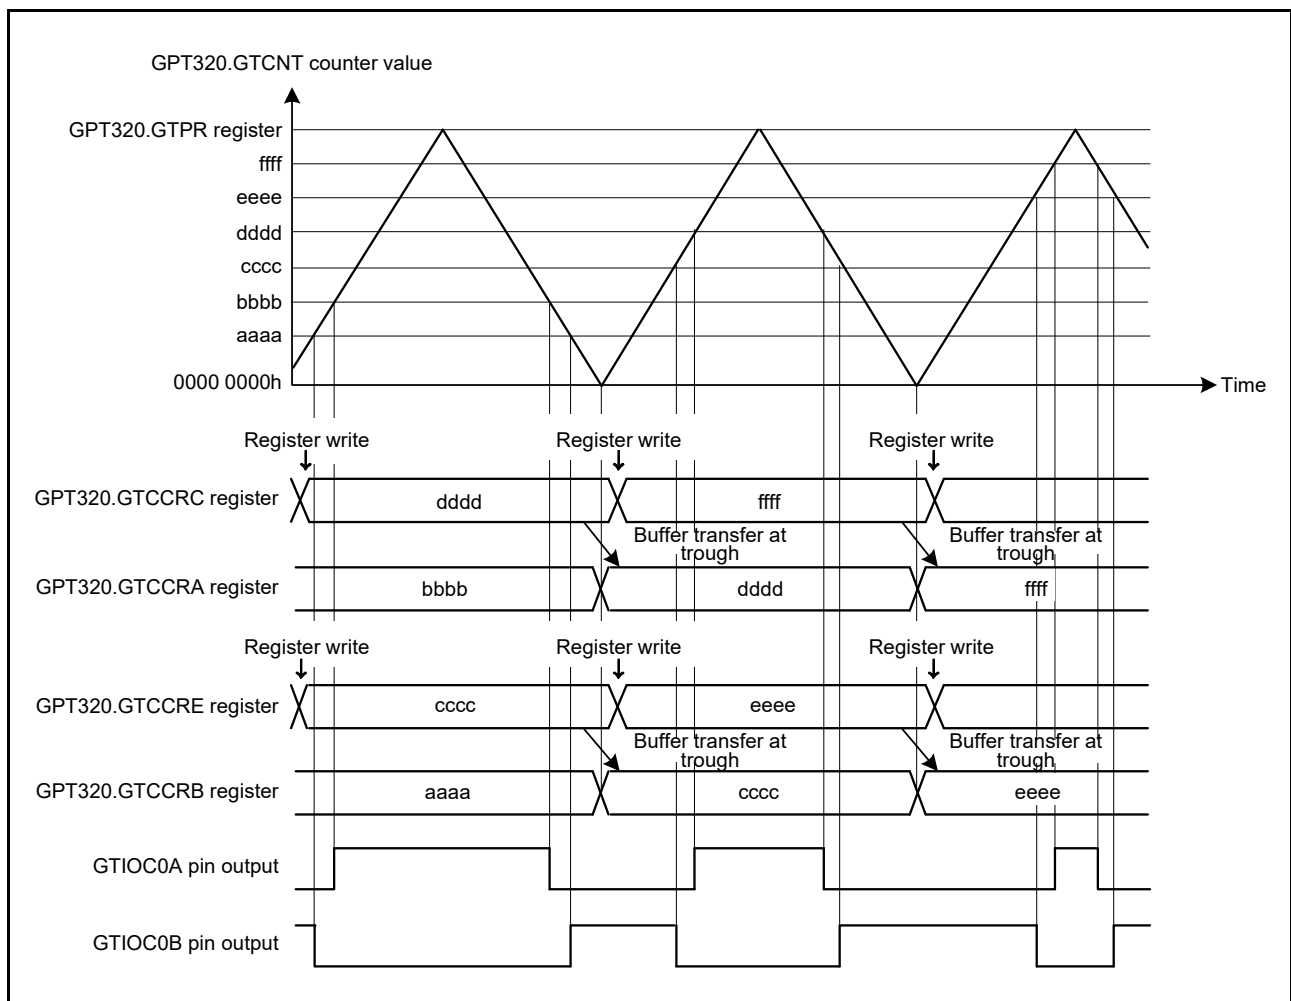 GPT320.GTCNT counter value
GPT320.GTPR register
ffff
eeee
dddd
cccc
bbbb
aaaa
0000 0000h
Time
Register write Register write Register write
GPT320.GTCCRC register dddd ffff
Buffer transfer at trough Buffer transfer at trough
GPT320.GTCCRA register bbbb dddd ffff
Register write Register write Register write
GPT320.GTCCRE register cccc eeee
Buffer transfer at trough Buffer transfer at trough
GPT320.GTCCRB register aaaa cccc eeee
GTIOC0A pin output
GTIOC0B pin output